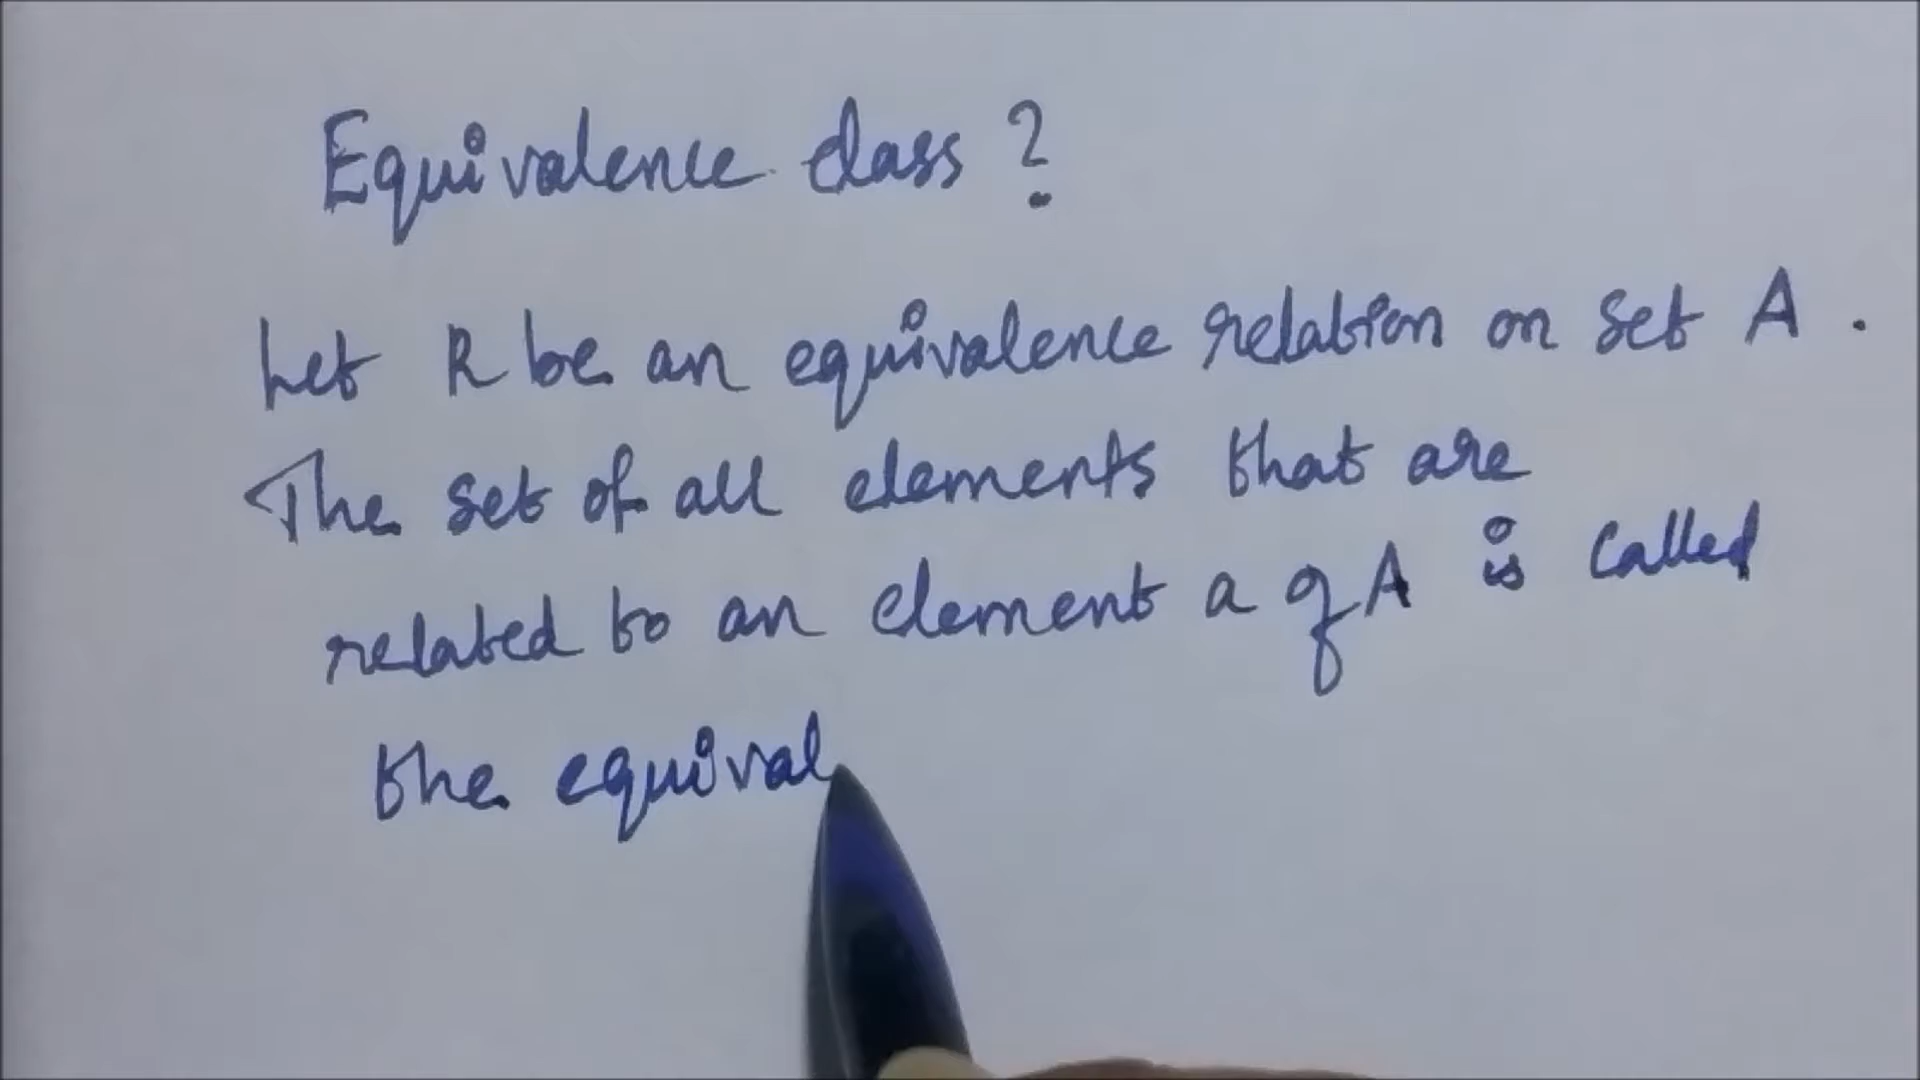 Equivalence class ?
Let R be an equivalence relation on set A .
The set of all elements that are
related to an element a of A is called
the equival